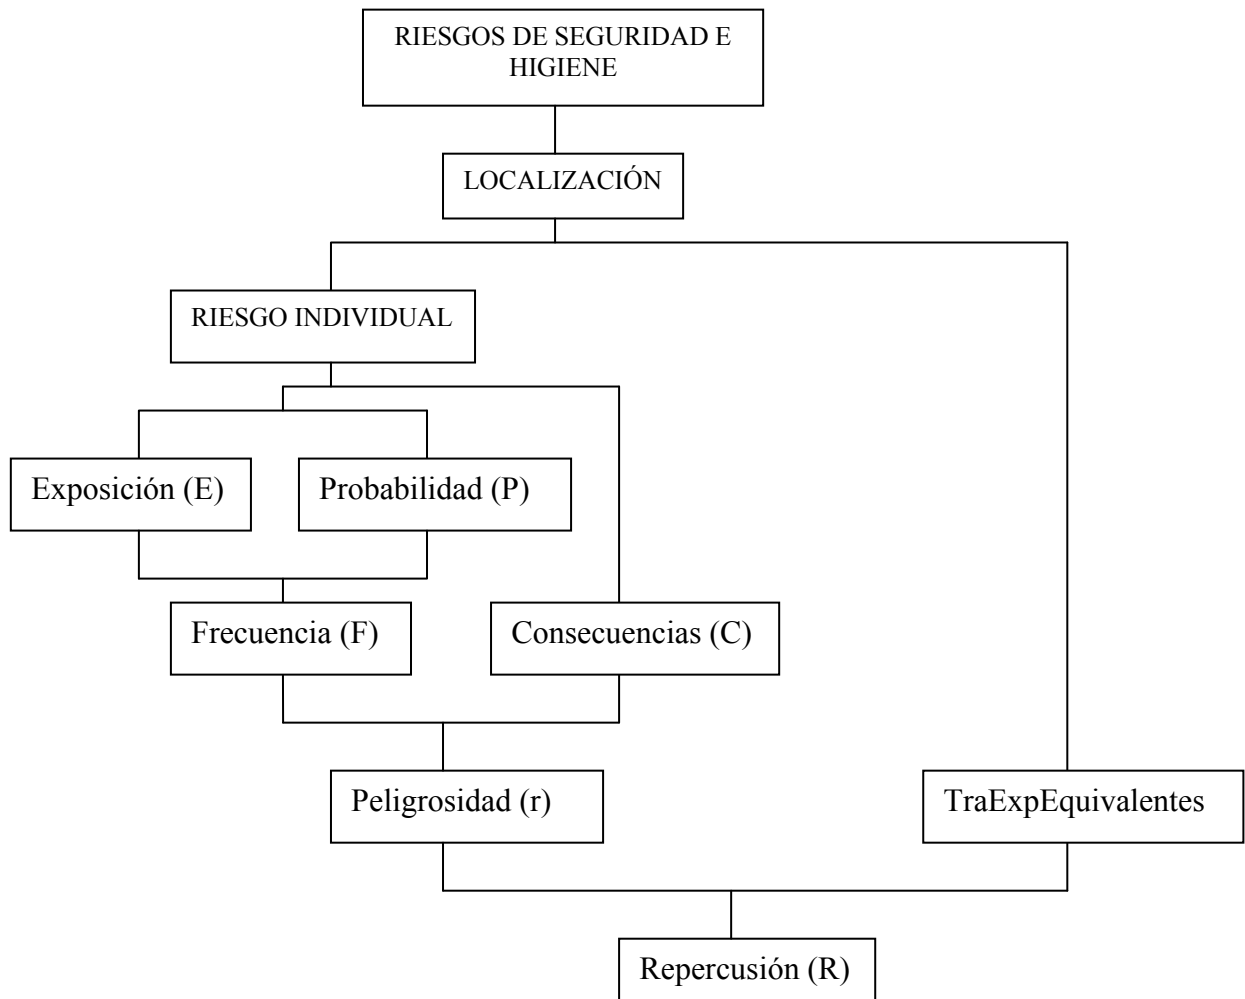 RIESGOS DE SEGURIDAD E
HIGIENE
LOCALIZACIÓN
RIESGO INDIVIDUAL
Exposición (E)
Probabilidad (P)
Frecuencia (F)
Consecuencias (C)
Peligrosidad (r)
TraExpEquivalentes
Repercusión (R)